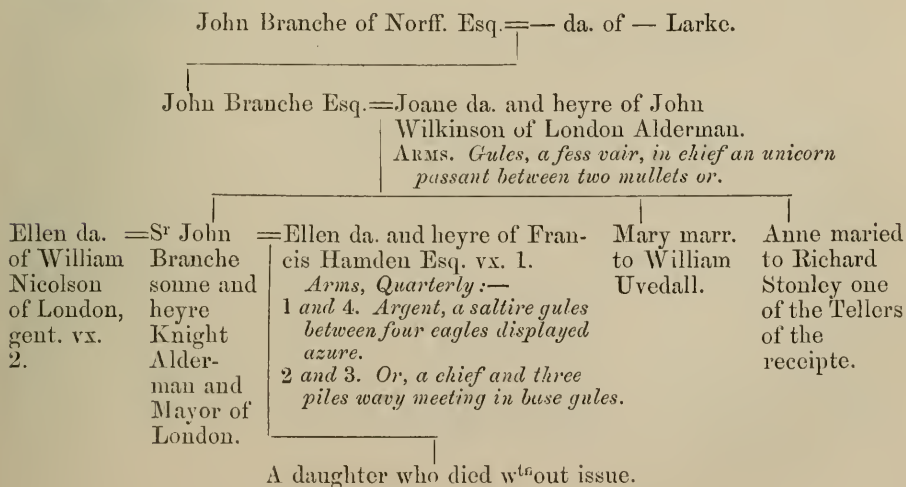 John Branche of Norff. Esq.=— da. of — Larke.
John Branche Esq.=Joane da. and heyre of John
Wilkinson of London Alderman.
ARMS. Gules, a fess vair, in chief an unicorn
passant between two mullets or.
Ellen da.
of William
Nicolson
of London,
gent. vx.
2.
=Sr John
Branche
sonne and
heyre
Knight
Alder-
man and
Mayor of
London.
=Ellen da. and heyre of Fran-
cis Hamden Esq. vx. 1.
Arms, Quarterly:—
1 and 4. Argent, a saltire gules
between four eagles displayed
azure.
2 and 3. Or, a chief and three
piles wavy meeting in base gules.
Mary marr.
to William
Uvedall.
Anne maried
to Richard
Stonley one
of the Tellers
of the
receipte.
A daughter who died wthout issue.